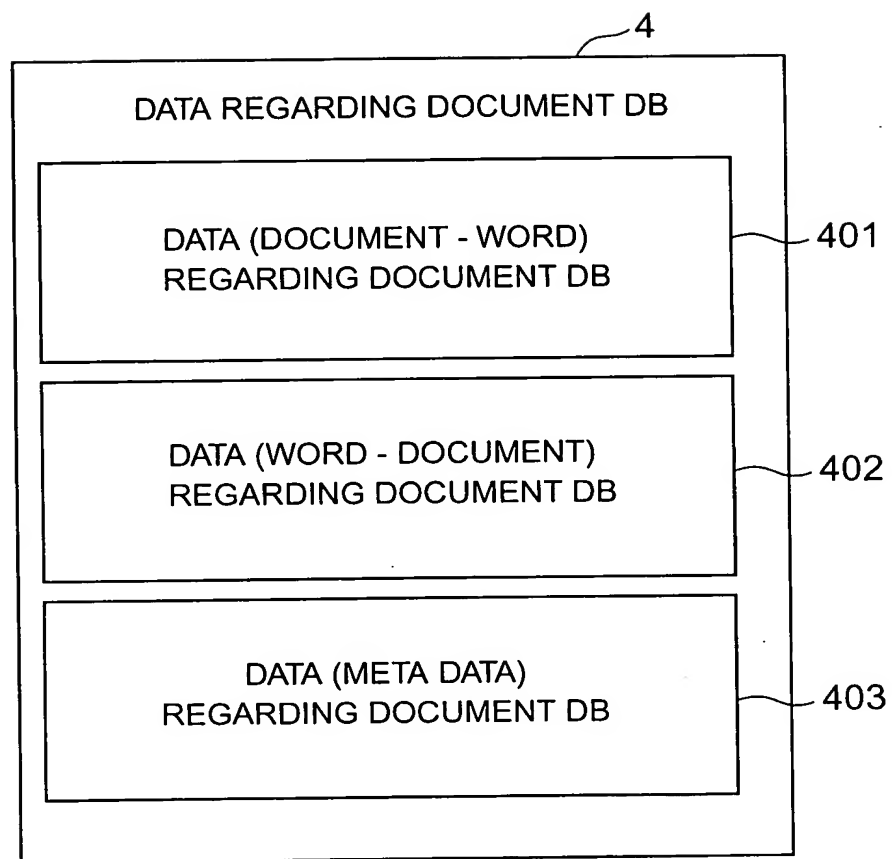 4
DATA REGARDING DOCUMENT DB
DATA (DOCUMENT - WORD)
REGARDING DOCUMENT DB
401
DATA (WORD - DOCUMENT)
REGARDING DOCUMENT DB
402
DATA (META DATA)
REGARDING DOCUMENT DB
403